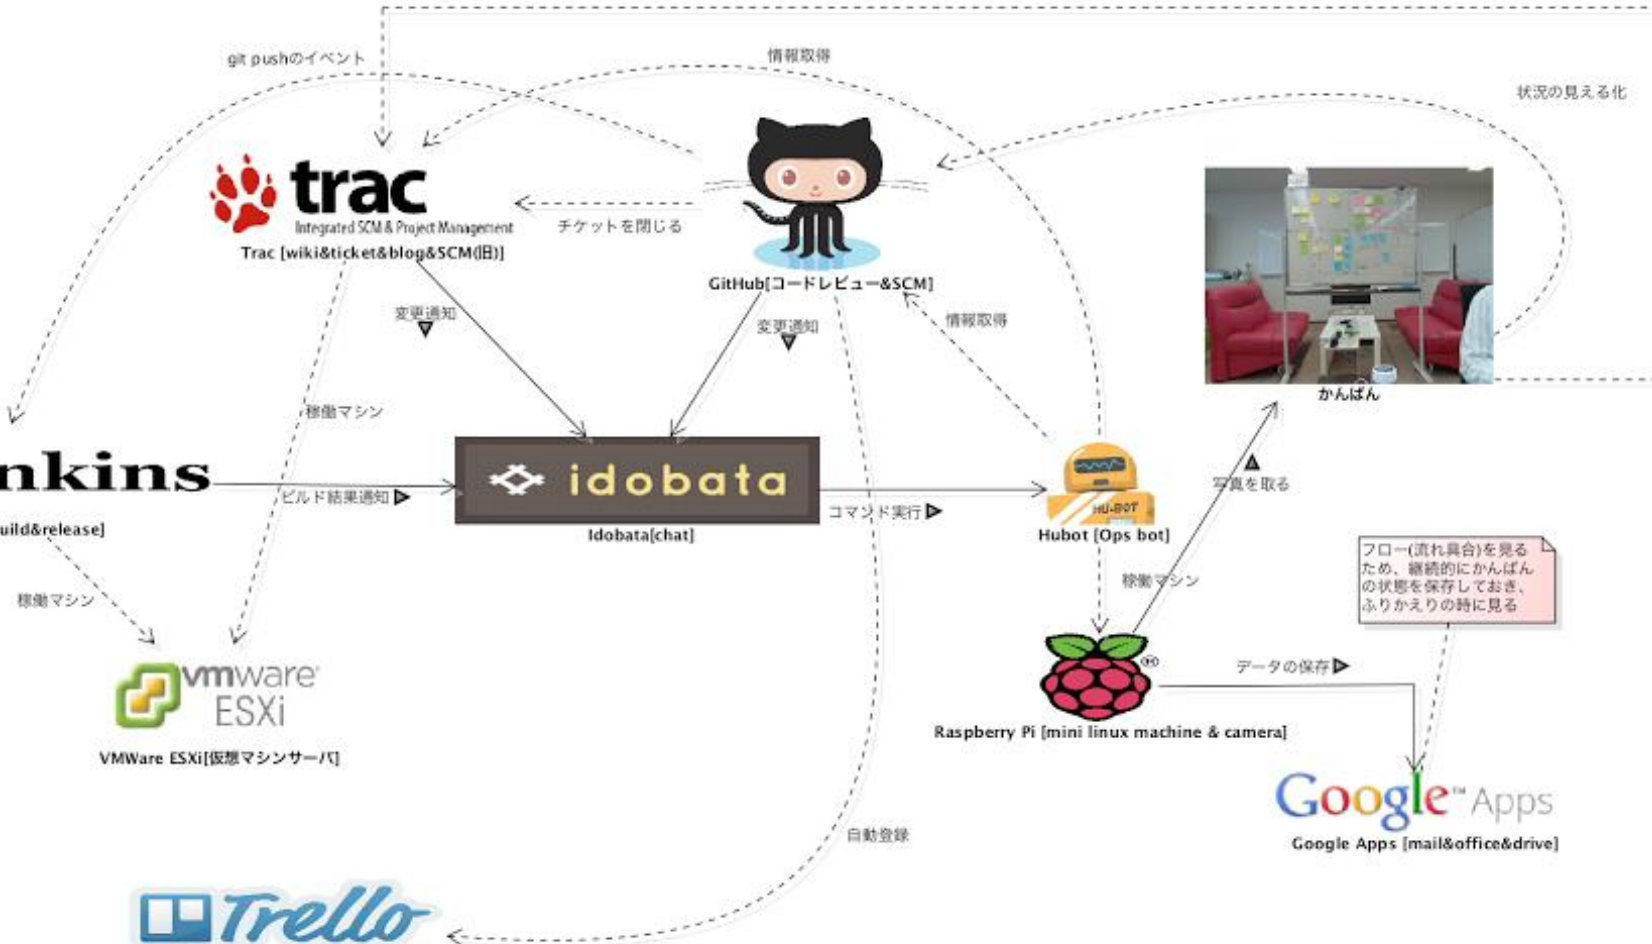 git pushのイベント
情報取得
状況の見える化
trac
Integrated SCM & Project Management
Trac [wiki&ticket&blog&SCM(旧)]
チケットを閉じる
GitHub[コードレビュー&SCM]
変更通知
変更通知
情報取得
かんばん
稼働マシン
nkins
ビルド結果通知
idobata
コマンド実行
HU-BOT
写真を取る
uild&release]
Idobata[chat]
Hubot [Ops bot]
フロー(流れ具合)を見る
ため、継続的にかんばん
の状態を保存しておき、
ふりかえりの時に見る
稼働マシン
稼働マシン
vmware
ESXi
データの保存
Raspberry Pi [mini linux machine & camera]
VMWare ESXi[仮想マシンサーバ]
Google™ Apps
Google Apps [mail&office&drive]
自動登録
Trello